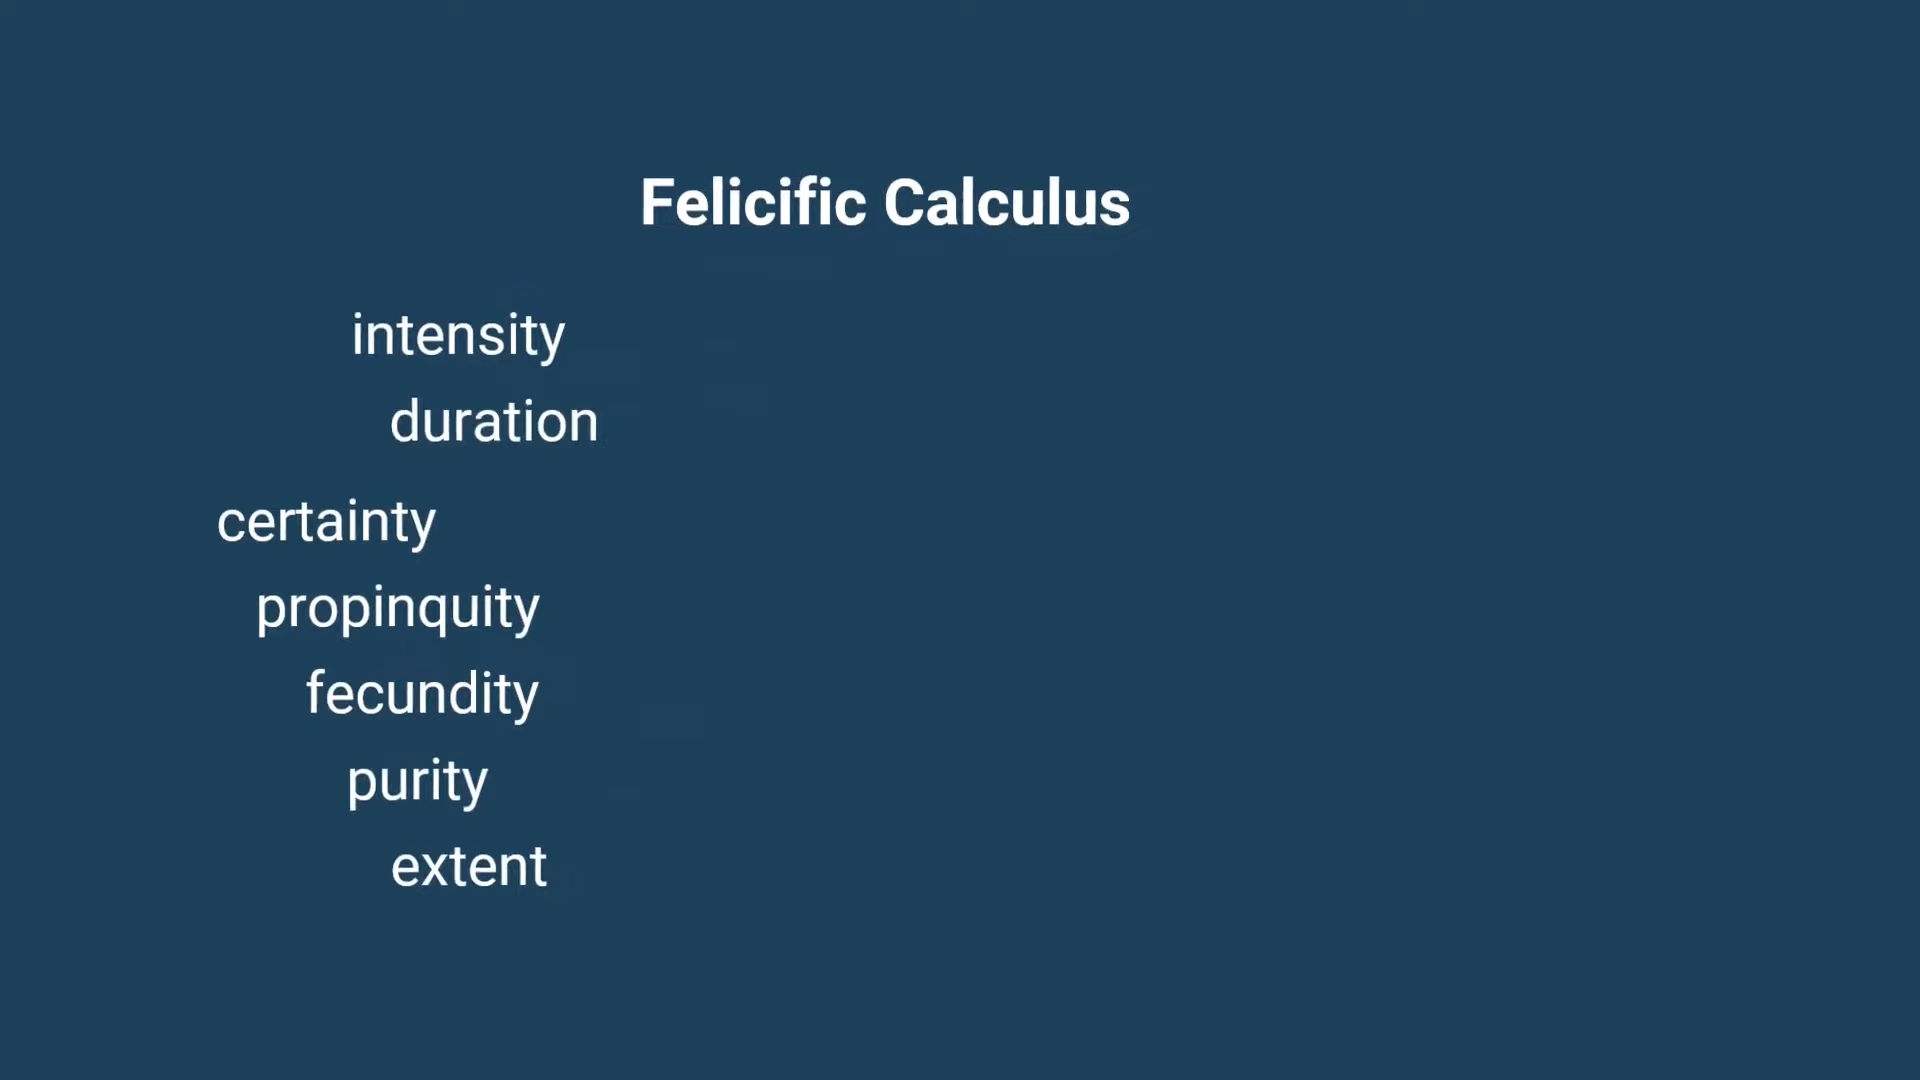 Felicific Calculus
intensity
duration
certainty
propinquity
fecundity
purity
extent